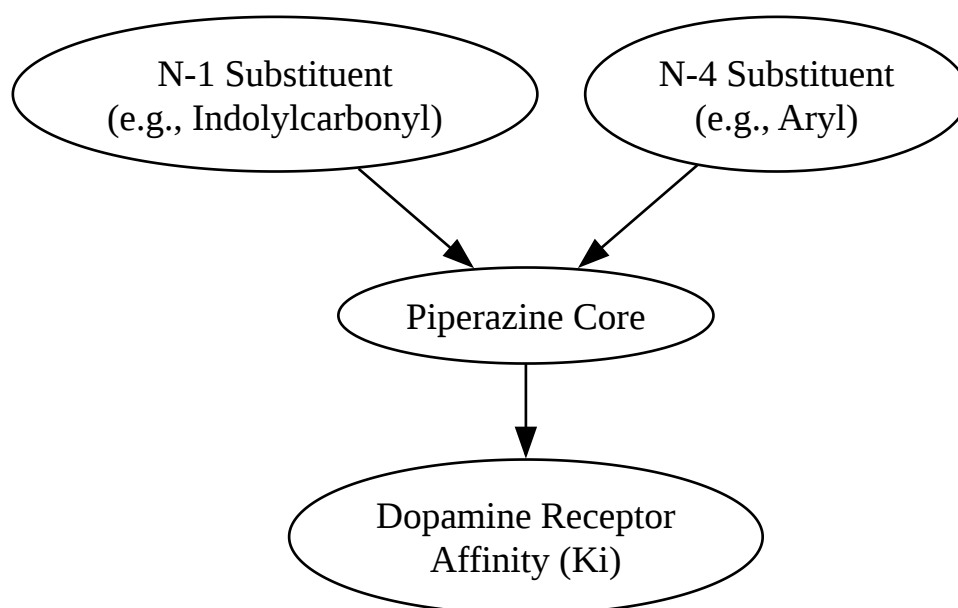 N-1 Substituent
(e.g., Indolylcarbonyl)
N-4 Substituent
(e.g., Aryl)
Piperazine Core
Dopamine Receptor
Affinity (Ki)